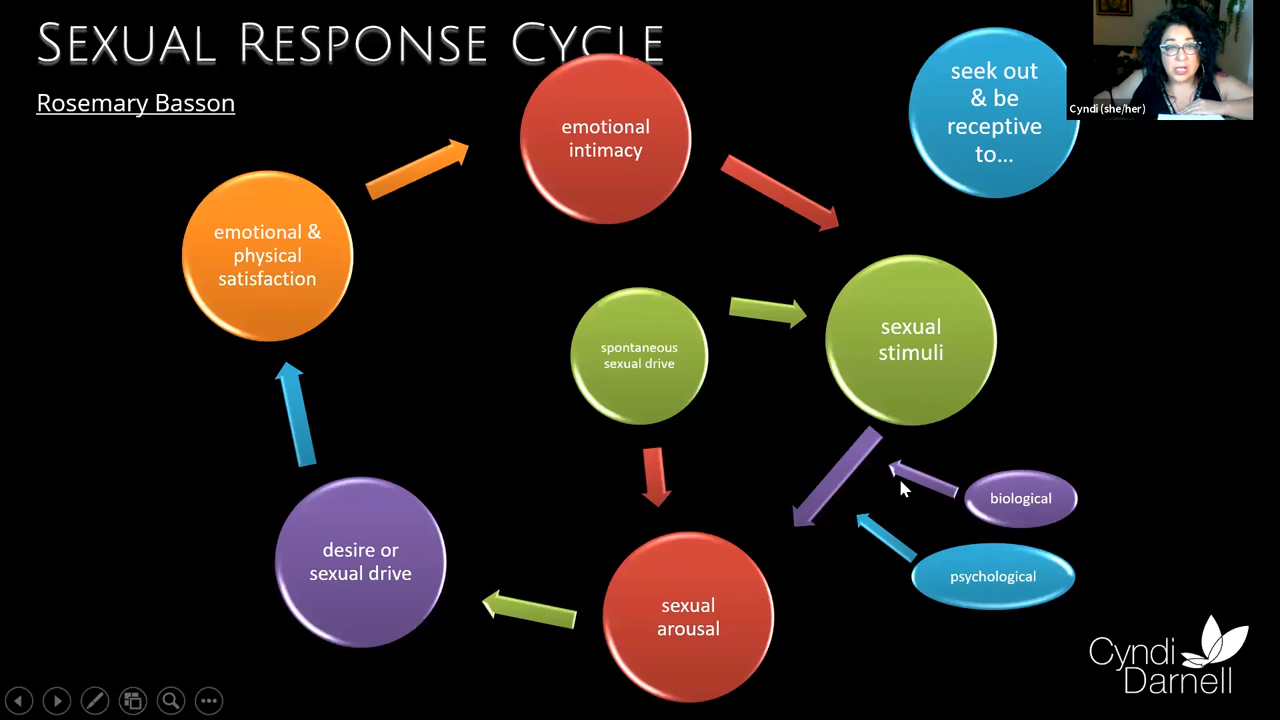 SEXUAL RESPONSE CYCLE
Rosemary Basson
seek out
& be
receptive
to...
Cyndi (she/her)
emotional
intimacy
emotional &
physical
satisfaction
sexual
stimuli
spontaneous
sexual drive
biological
psychological
desire or
sexual drive
sexual
arousal
Cyndi
Darnell